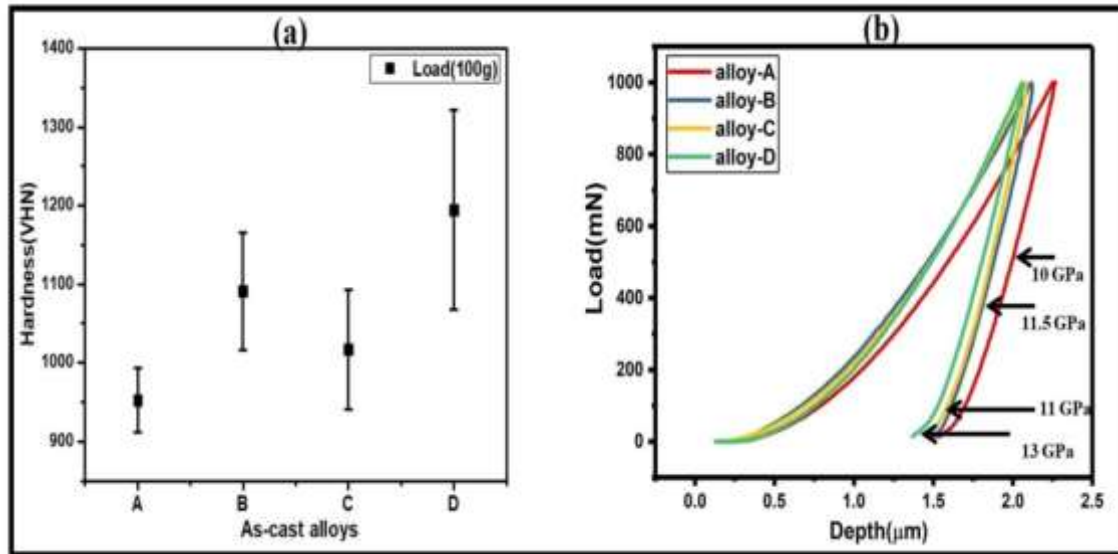 (a)
1400
1300
1200
1100
1000
900
Hardness(VHN)
Load(100g)
A B C D
As-cast alloys
(b)
1000
800
600
400
200
0
Load(mN)
alloy-A
alloy-B
alloy-C
alloy-D
10 GPa
11.5 GPa
11 GPa
13 GPa
0.0 0.5 1.0 1.5 2.0 2.5
Depth(μm)